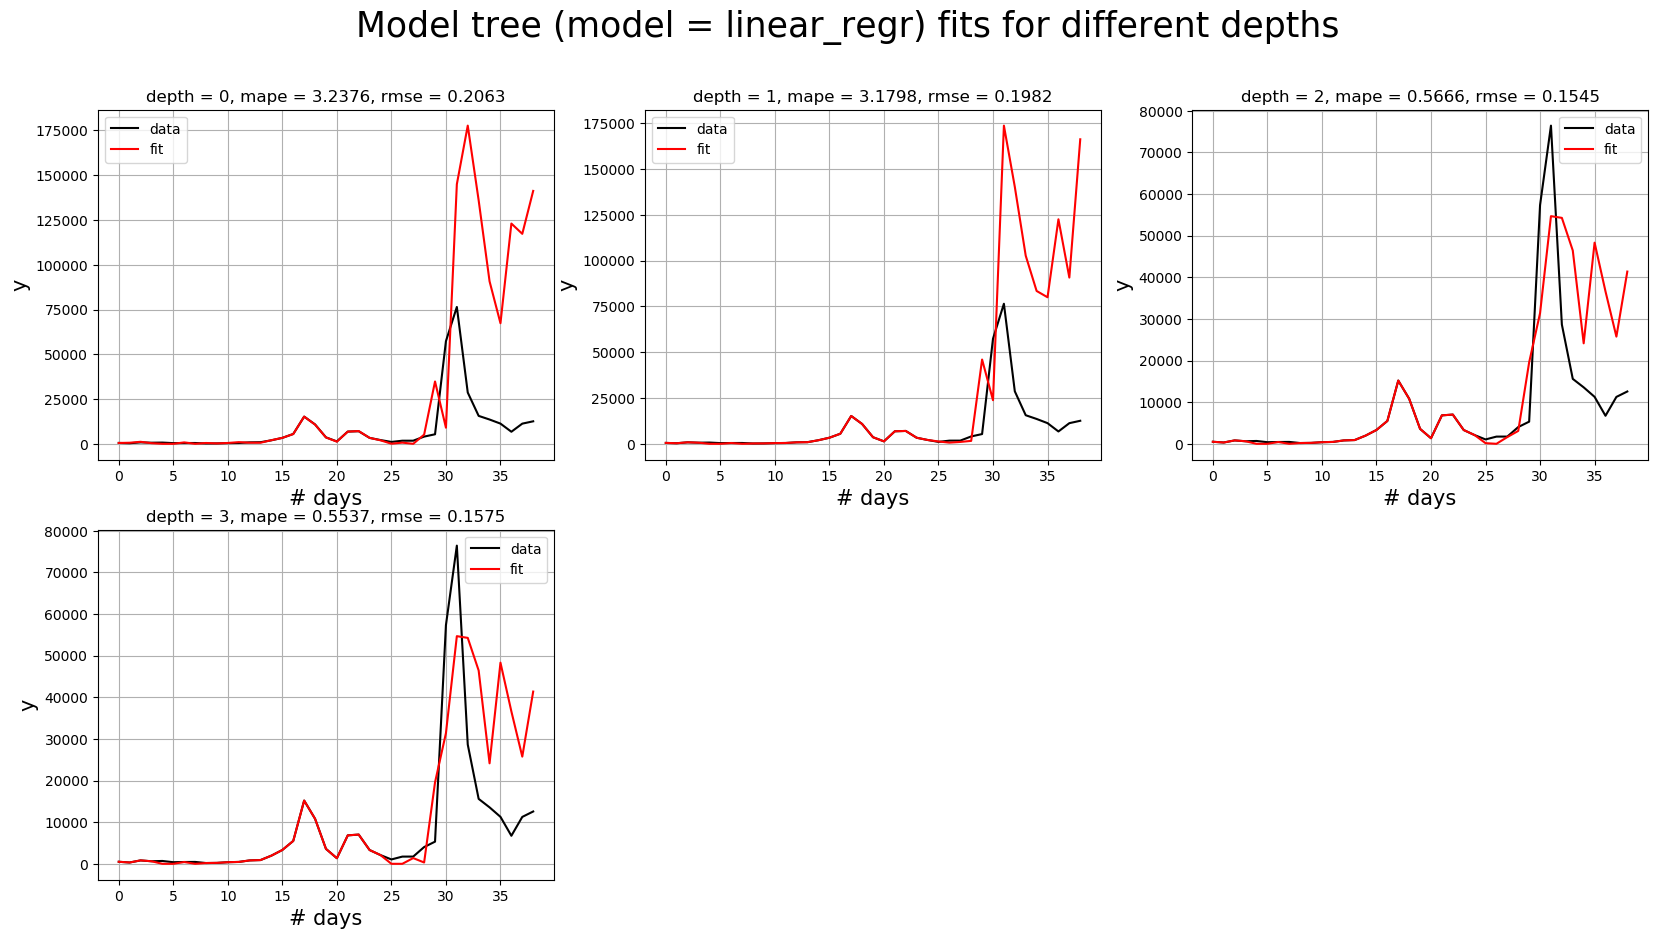 Model tree (model = linear_regr) fits for different depths
depth = 0, mape = 3.2376, rmse = 0.2063
175000
150000
125000
100000
75000
50000
25000
0
y
data
fit
0 5 10 15 20 25 30 35
# days
depth = 1, mape = 3.1798, rmse = 0.1982
175000
150000
125000
100000
75000
50000
25000
0
y
data
fit
0 5 10 15 20 25 30 35
# days
depth = 2, mape = 0.5666, rmse = 0.1545
80000
70000
60000
50000
40000
30000
20000
10000
0
y
data
fit
0 5 10 15 20 25 30 35
# days
depth = 3, mape = 0.5537, rmse = 0.1575
80000
70000
60000
50000
40000
30000
20000
10000
0
y
data
fit
0 5 10 15 20 25 30 35
# days